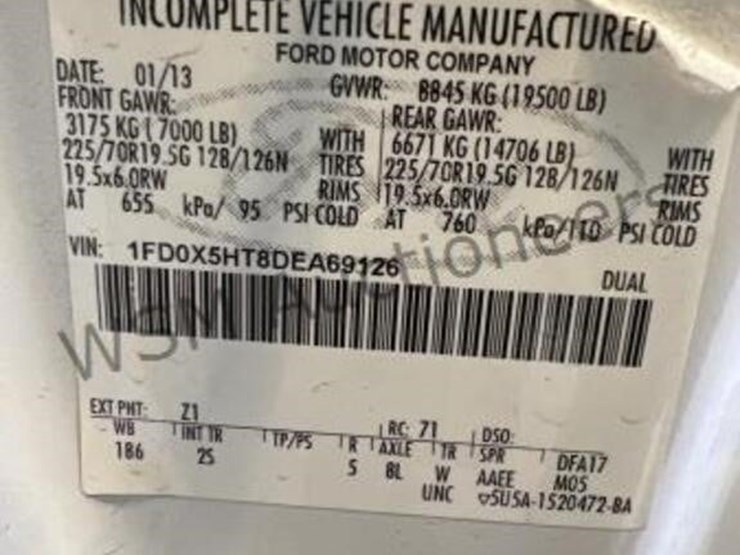 INCOMPLETE VEHICLE MANUFACTURED
FORD MOTOR COMPANY
DATE: 01/13 GVWR: 8845 KG (19500 LB)
FRONT GAWR: REAR GAWR:
3175 KG ( 7000 LB) WITH 6671 KG (14706 LB) WITH
225/70R19.5G 128/126N TIRES 225/70R19.5G 128/126N TIRES
19.5x6.0RW RIMS 19.5x6.0RW RIMS
AT 655 kPa/ 95 PSI COLD AT 760 kPa/110 PSI COLD
VIN: 1FD0X5HT8DEA69126 DUAL
WSM Auctioneers
EXT PNT: Z1 RC: 71 DSO:
WB INT TR TP/PS R AXLE TR SPR DFA17
186 2S 5 8L W AAEE M05
UNC 5U5A-1520472-BA